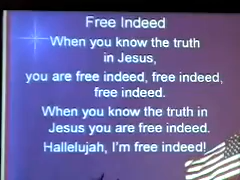 Free Indeed
When you know the truth
in Jesus,
you are free indeed, free indeed,
free indeed.
When you know the truth in
Jesus you are free indeed.
Hallelujah, I'm free indeed!